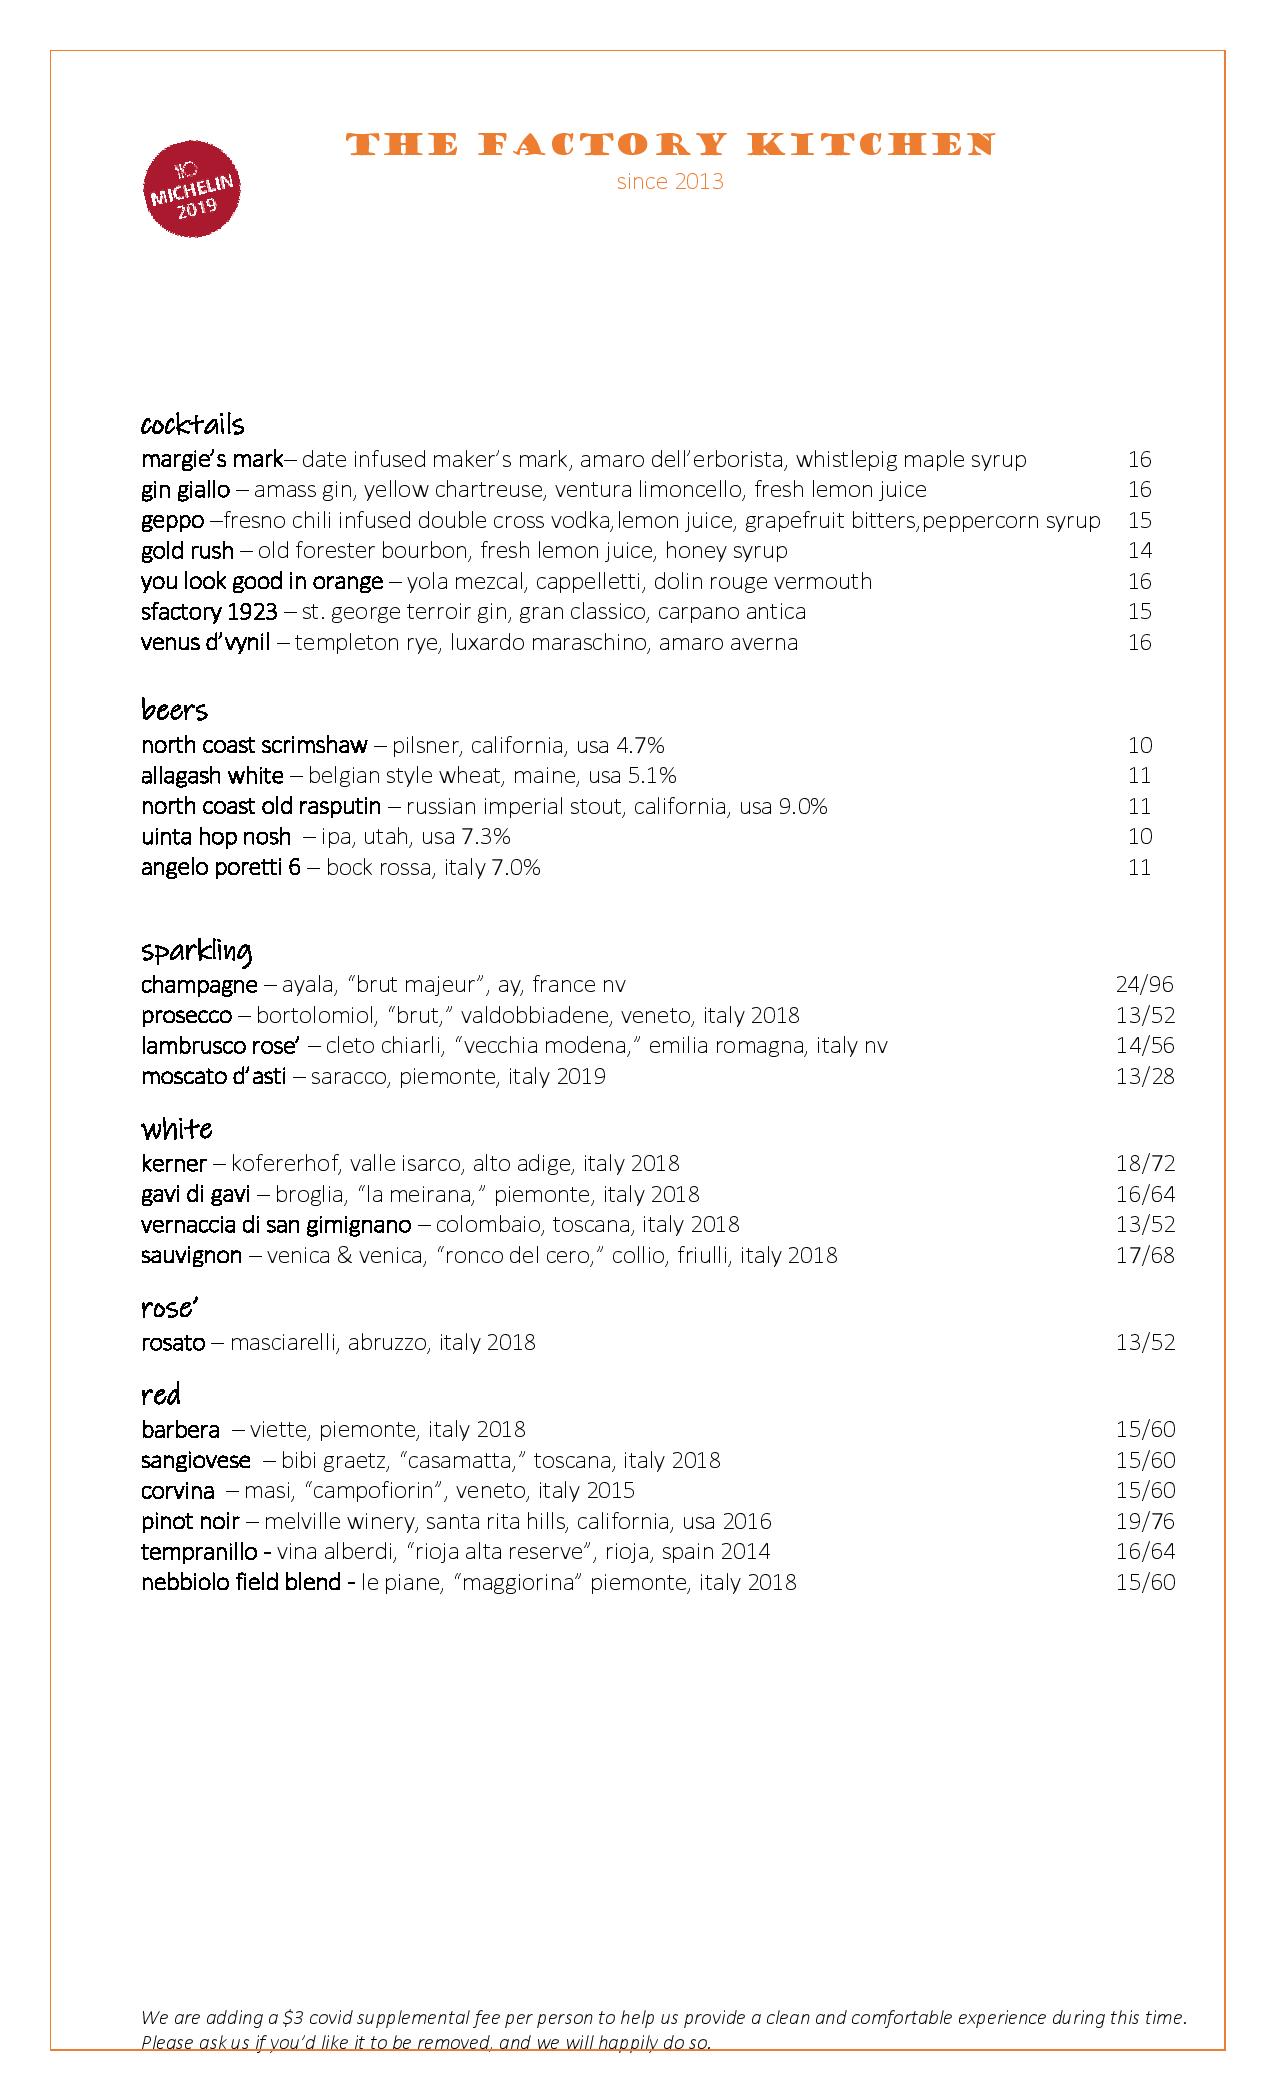 THE FACTORY KITCHEN
since 2013
MICHELIN
2019
cocktails
margie’s mark– date infused maker’s mark, amaro dell’erborista, whistlepig maple syrup 16
gin giallo – amass gin, yellow chartreuse, ventura limoncello, fresh lemon juice 16
geppo –fresno chili infused double cross vodka,lemon juice, grapefruit bitters,peppercorn syrup 15
gold rush – old forester bourbon, fresh lemon juice, honey syrup 14
you look good in orange – yola mezcal, cappelletti, dolin rouge vermouth 16
sfactory 1923 – st. george terroir gin, gran classico, carpano antica 15
venus d’vynil – templeton rye, luxardo maraschino, amaro averna 16
beers
north coast scrimshaw – pilsner, california, usa 4.7% 10
allagash white – belgian style wheat, maine, usa 5.1% 11
north coast old rasputin – russian imperial stout, california, usa 9.0% 11
uinta hop nosh – ipa, utah, usa 7.3% 10
angelo poretti 6 – bock rossa, italy 7.0% 11
sparkling
champagne – ayala, “brut majeur”, ay, france nv 24/96
prosecco – bortolomiol, “brut,” valdobbiadene, veneto, italy 2018 13/52
lambrusco rose’ – cleto chiarli, “vecchia modena,” emilia romagna, italy nv 14/56
moscato d’asti – saracco, piemonte, italy 2019 13/28
white
kerner – kofererhof, valle isarco, alto adige, italy 2018 18/72
gavi di gavi – broglia, “la meirana,” piemonte, italy 2018 16/64
vernaccia di san gimignano – colombaio, toscana, italy 2018 13/52
sauvignon – venica & venica, “ronco del cero,” collio, friulli, italy 2018 17/68
rose’
rosato – masciarelli, abruzzo, italy 2018 13/52
red
barbera – viette, piemonte, italy 2018 15/60
sangiovese – bibi graetz, “casamatta,” toscana, italy 2018 15/60
corvina – masi, “campofiorin”, veneto, italy 2015 15/60
pinot noir – melville winery, santa rita hills, california, usa 2016 19/76
tempranillo - vina alberdi, “rioja alta reserve”, rioja, spain 2014 16/64
nebbiolo field blend - le piane, “maggiorina” piemonte, italy 2018 15/60
We are adding a $3 covid supplemental fee per person to help us provide a clean and comfortable experience during this time.
Please ask us if you’d like it to be removed, and we will happily do so.